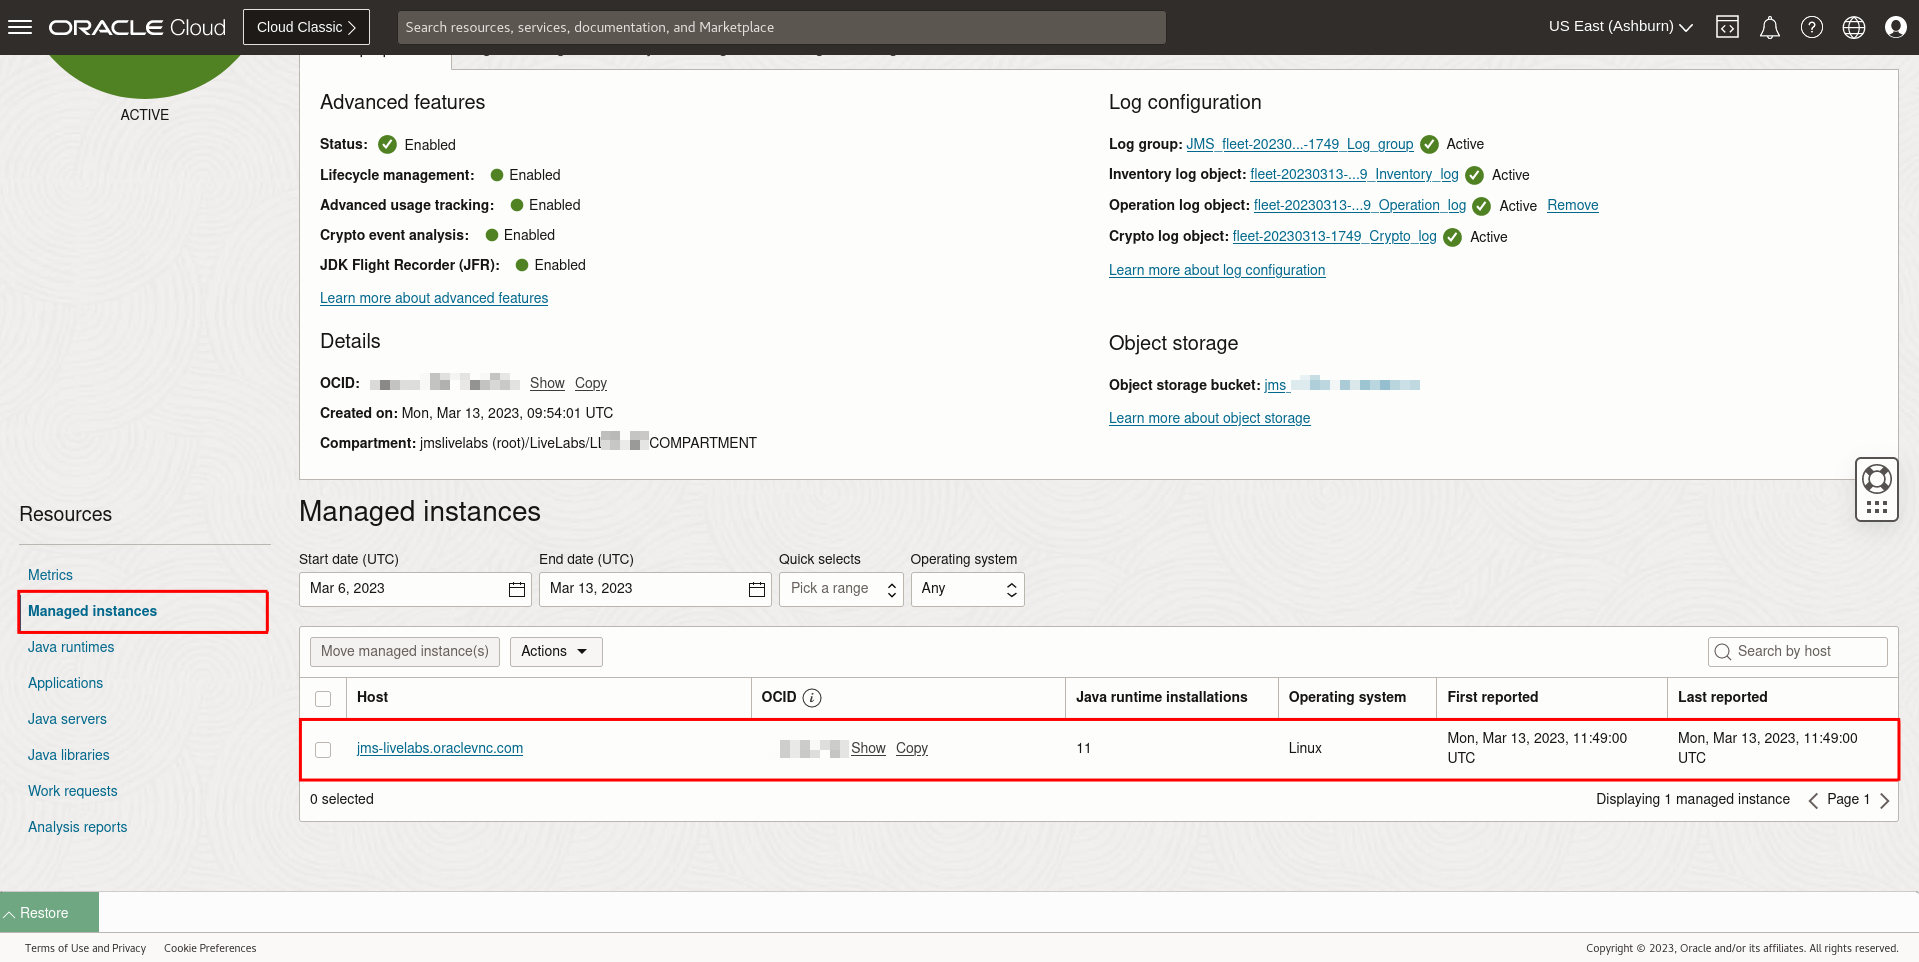 ORACLE Cloud
Cloud Classic
Search resources, services, documentation, and Marketplace
US East (Ashburn)
ACTIVE
Advanced features
Status: Enabled
Lifecycle management: Enabled
Advanced usage tracking: Enabled
Crypto event analysis: Enabled
JDK Flight Recorder (JFR): Enabled
Learn more about advanced features
Log configuration
Log group: JMS_fleet-20230...-1749_Log_group Active
Inventory log object: fleet-20230313-...9_Inventory_log Active
Operation log object: fleet-20230313-...9_Operation_log Active Remove
Crypto log object: fleet-20230313-1749_Crypto_log Active
Learn more about log configuration
Details
OCID: Show Copy
Created on: Mon, Mar 13, 2023, 09:54:01 UTC
Compartment: jmslivelabs (root)/LiveLabs/LL COMPARTMENT
Object storage
Object storage bucket: jms_
Learn more about object storage
Resources
Metrics
Managed instances
Java runtimes
Applications
Java servers
Java libraries
Work requests
Analysis reports
Managed instances
Start date (UTC) End date (UTC) Quick selects Operating system
Mar 6, 2023 Mar 13, 2023 Pick a range Any
Move managed instance(s) Actions Search by host
Host OCID i Java runtime installations Operating system First reported Last reported
jms-livelabs.oraclevnc.com Show Copy 11 Linux Mon, Mar 13, 2023, 11:49:00 UTC Mon, Mar 13, 2023, 11:49:00 UTC
0 selected Displaying 1 managed instance Page 1
Restore
Terms of Use and Privacy Cookie Preferences Copyright © 2023, Oracle and/or its affiliates. All rights reserved.